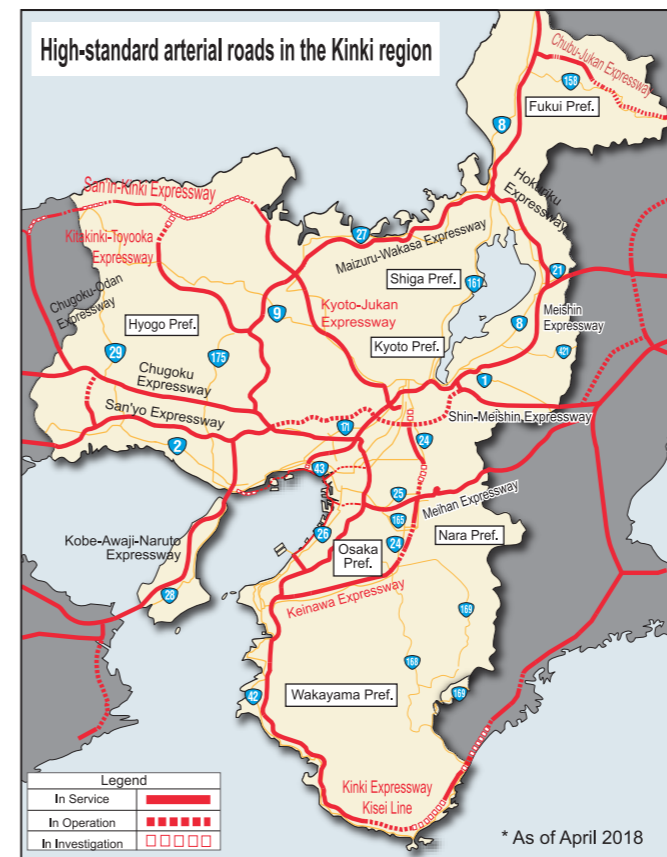 High-standard arterial roads in the Kinki region
Chubu-Jukan Expressway
158
Fukui Pref.
8
San'in-Kinki Expressway
Hokuriku
Expressway
27
Maizuru-Wakasa Expressway
Kitakinki-Toyooka
Expressway
21
Shiga Pref.
161
Chugoku-Odan
Expressway
9
Kyoto-Jukan
Expressway
Meishin
Expressway
Hyogo Pref.
8
Kyoto Pref.
29
175
421
Chugoku
Expressway
1
San'yo Expressway
Shin-Meishin Expressway
171
2
24
43
25
Meihan Expressway
165
26
Nara Pref.
Kobe-Awaji-Naruto
Expressway
Osaka
Pref.
24
28
Keinawa Expressway
169
168
42
Wakayama Pref.
169
Legend
In Service
In Operation
In Investigation
Kinki Expressway
Kisei Line
* As of April 2018